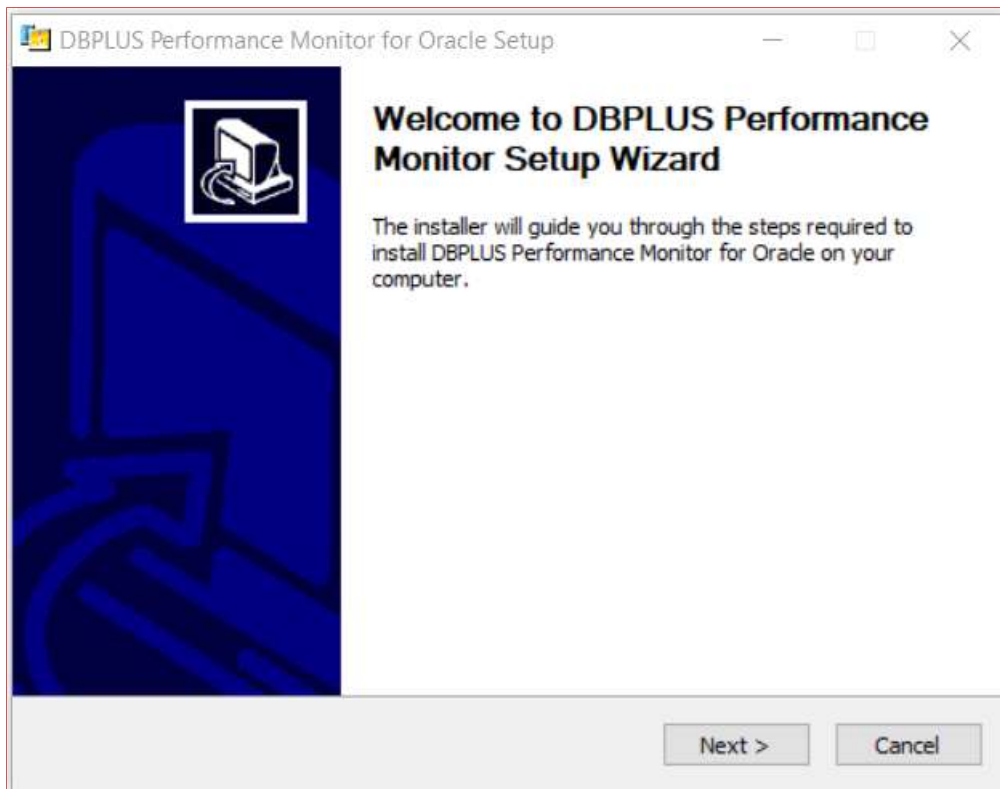 DBPLUS Performance Monitor for Oracle Setup
Welcome to DBPLUS Performance
Monitor Setup Wizard
The installer will guide you through the steps required to
install DBPLUS Performance Monitor for Oracle on your
computer.
Next >
Cancel